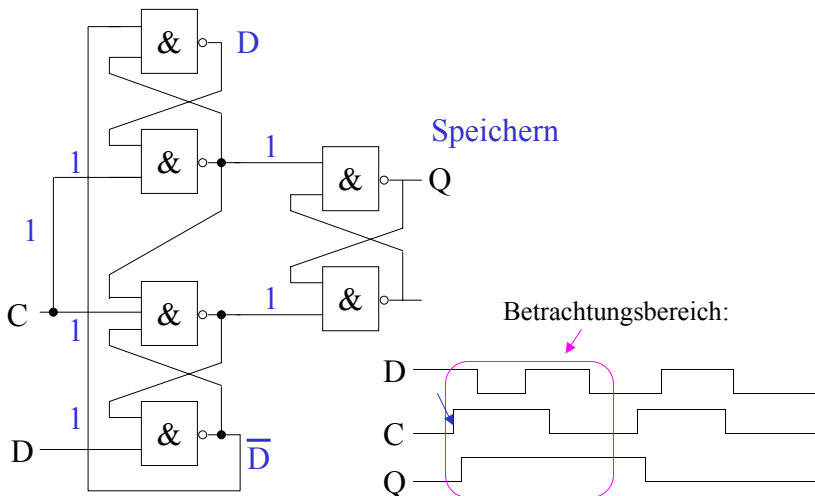 & D
Speichern
1 & 1
& Q
1
C 1 & 1 &
Betrachtungsbereich:
D
1 &
D D
C
Q